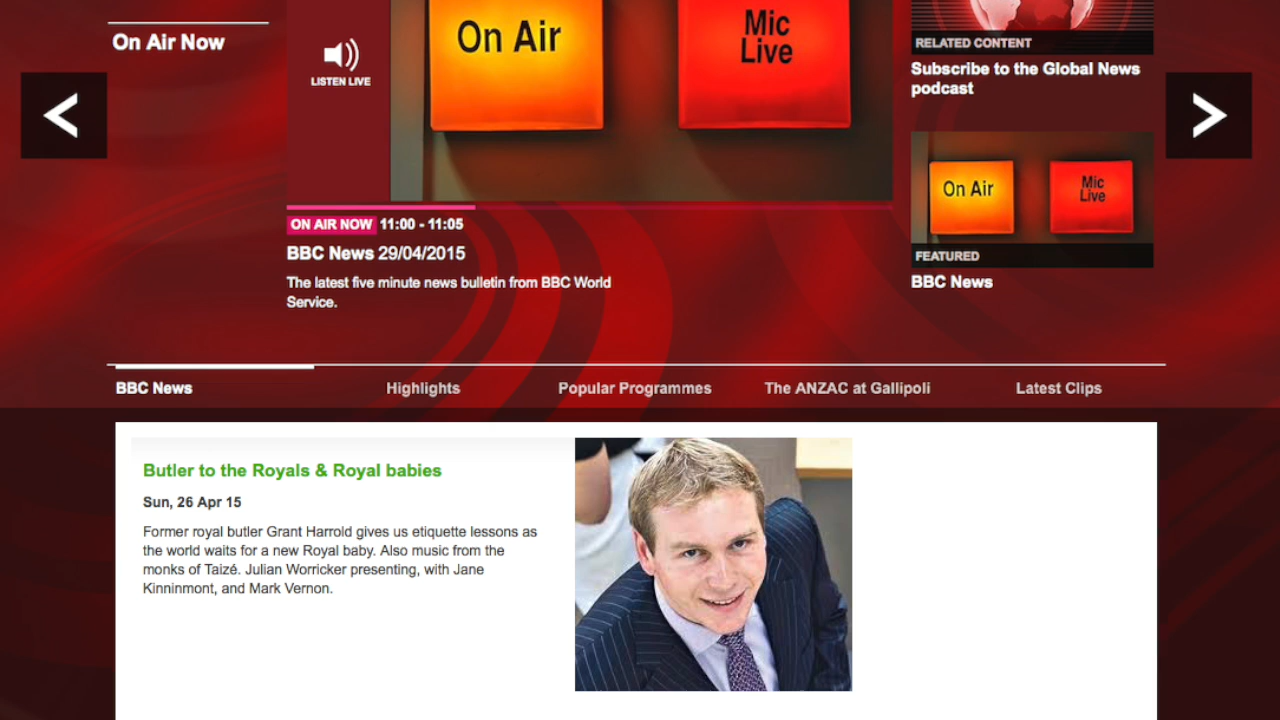 On Air Now
LISTEN LIVE
On Air
Mic
Live
ON AIR NOW 11:00 - 11:05
BBC News 29/04/2015
The latest five minute news bulletin from BBC World
Service.
RELATED CONTENT
Subscribe to the Global News
podcast
On Air
Mic
Live
FEATURED
BBC News
BBC News
Highlights
Popular Programmes
The ANZAC at Gallipoli
Latest Clips
Butler to the Royals & Royal babies
Sun, 26 Apr 15
Former royal butler Grant Harrold gives us etiquette lessons as
the world waits for a new Royal baby. Also music from the
monks of Taizé. Julian Worricker presenting, with Jane
Kinninmont, and Mark Vernon.